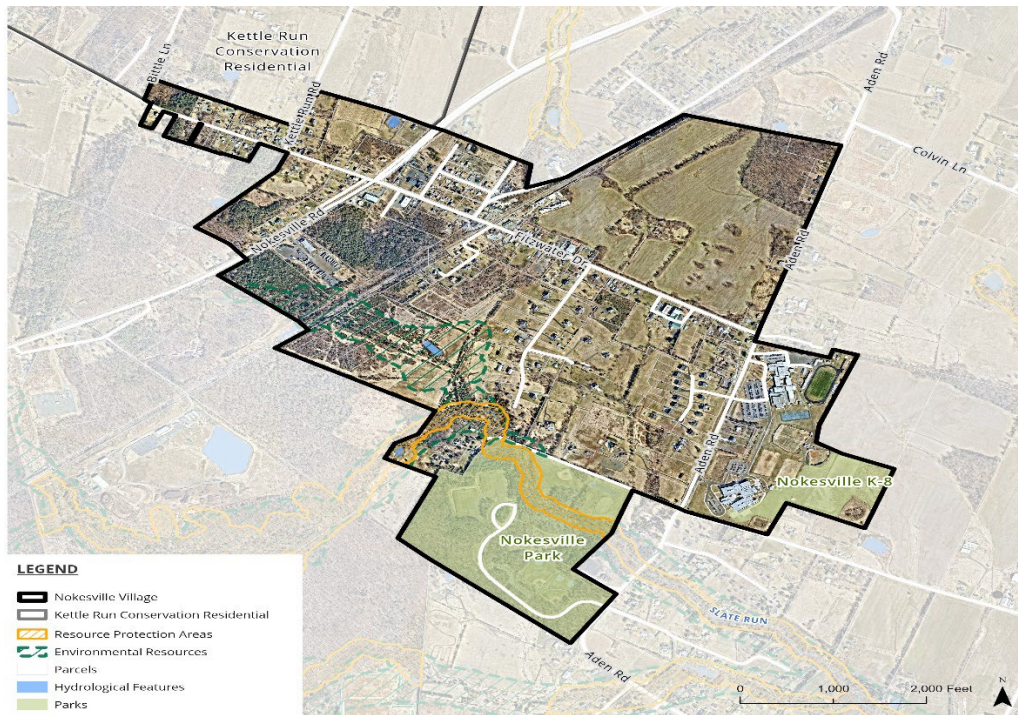 Kettle Run
Conservation
Residential
Bittle Ln
Kettle Run Rd
Aden Rd
Colvin Ln
Nokesville Rd
Fitzwater Dr
Aden Rd
Aden Rd
Nokesville K-8
Nokesville
Park
SLATE RUN
Aden Rd
LEGEND
Nokesville Village
Kettle Run Conservation Residential
Resource Protection Areas
Environmental Resources
Parcels
Hydrological Features
Parks
0 1,000 2,000 Feet
N